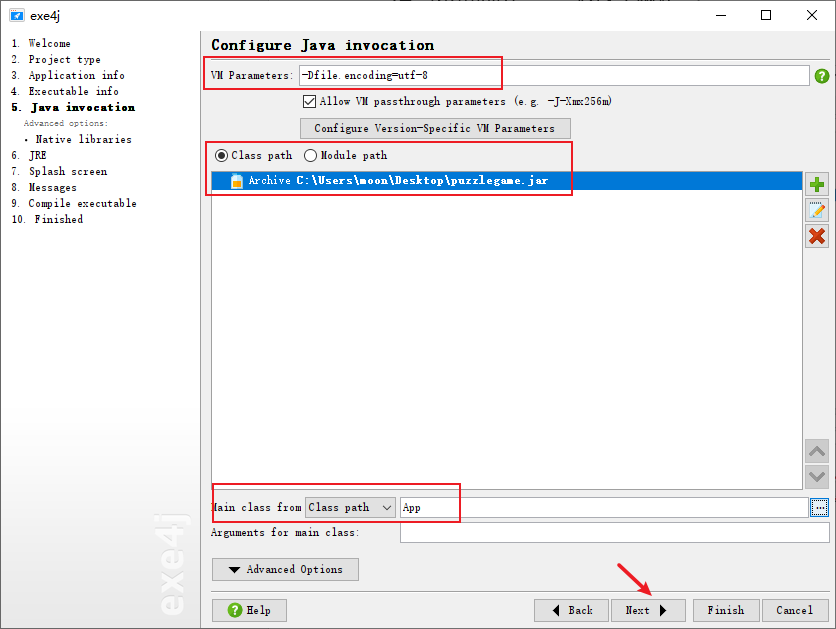 exe4j
1. Welcome
2. Project type
3. Application info
4. Executable info
5. Java invocation
Advanced options:
· Native libraries
6. JRE
7. Splash screen
8. Messages
9. Compile executable
10. Finished
exe4j
Configure Java invocation
VM Parameters: -Dfile.encoding=utf-8
Allow VM passthrough parameters (e.g. -J-Xmx256m)
Configure Version-Specific VM Parameters
Class path Module path
Archive C:\Users\moon\Desktop\puzzlegame.jar
Main class from Class path App ...
Arguments for main class:
Advanced Options
? Help Back Next Finish Cancel